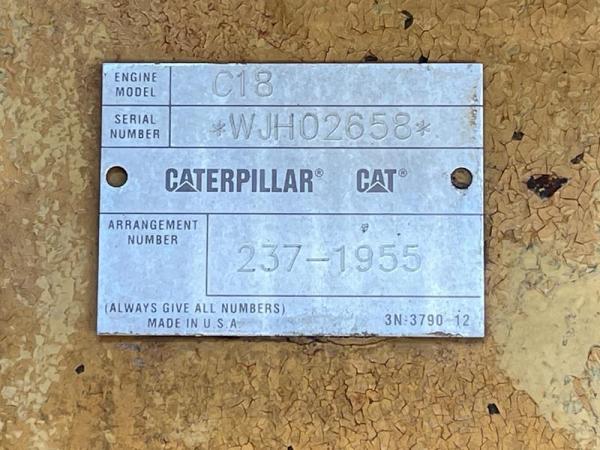 ENGINE
MODEL
C18
SERIAL
NUMBER
*WJH02658*
CATERPILLAR® CAT®
ARRANGEMENT
NUMBER
237-1955
(ALWAYS GIVE ALL NUMBERS)
MADE IN U.S.A
3N-3790-12